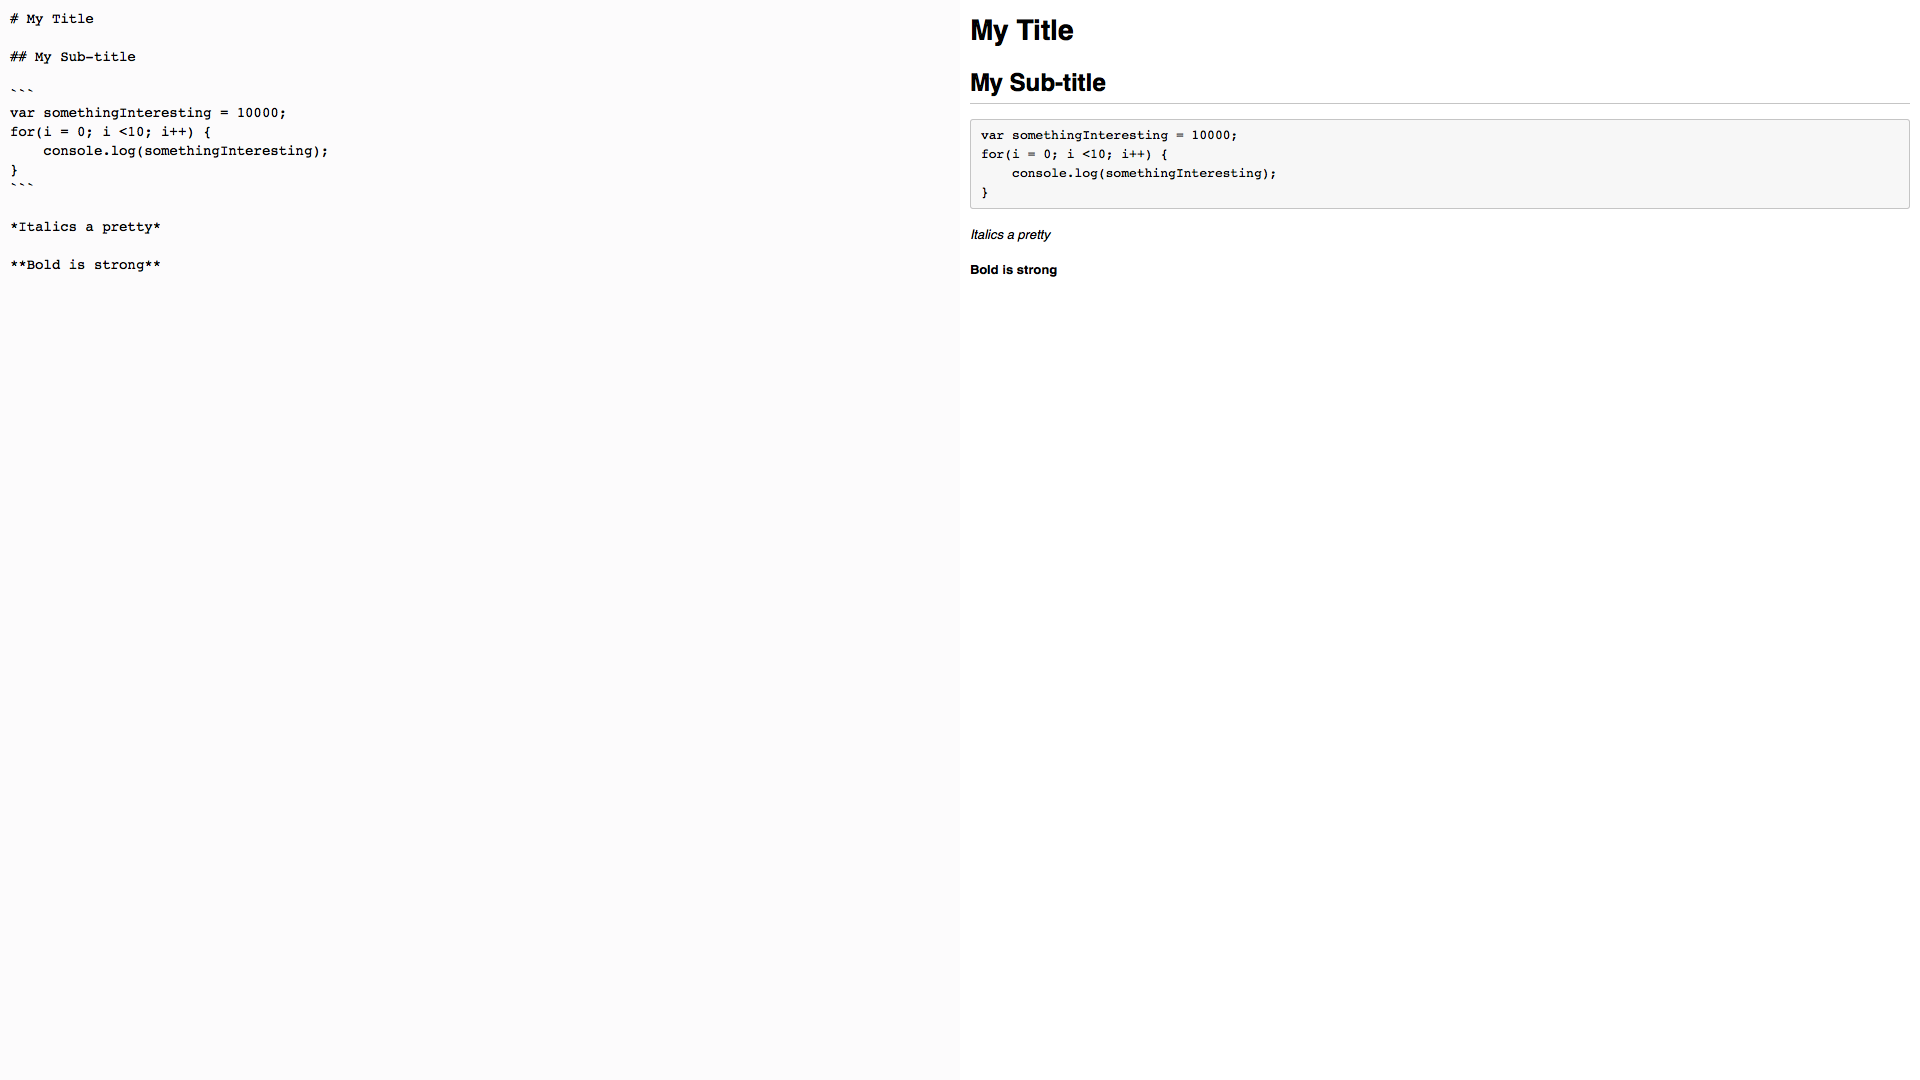 # My Title
## My Sub-title
```
var somethingInteresting = 10000;
for(i = 0; i <10; i++) {
    console.log(somethingInteresting);
}
```
*Italics a pretty*
**Bold is strong**
My Title
My Sub-title
var somethingInteresting = 10000;
for(i = 0; i <10; i++) {
    console.log(somethingInteresting);
}
Italics a pretty
Bold is strong